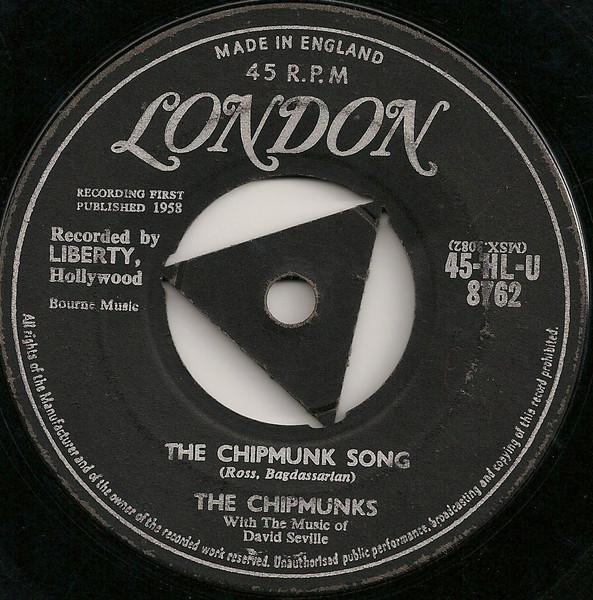 MADE IN ENGLAND
45 R.P.M
LONDON
RECORDING FIRST
PUBLISHED 1958
Recorded by
LIBERTY,
Hollywood
Bourne Music
(MSX.3082)
45-HL-U
8762
THE CHIPMUNK SONG
(Ross, Bagdassarian)
THE CHIPMUNKS
With The Music of
David Seville
All rights of the Manufacturer and of the owner of the recorded work reserved. Unauthorised public performance, broadcasting and copying of this record prohibited.